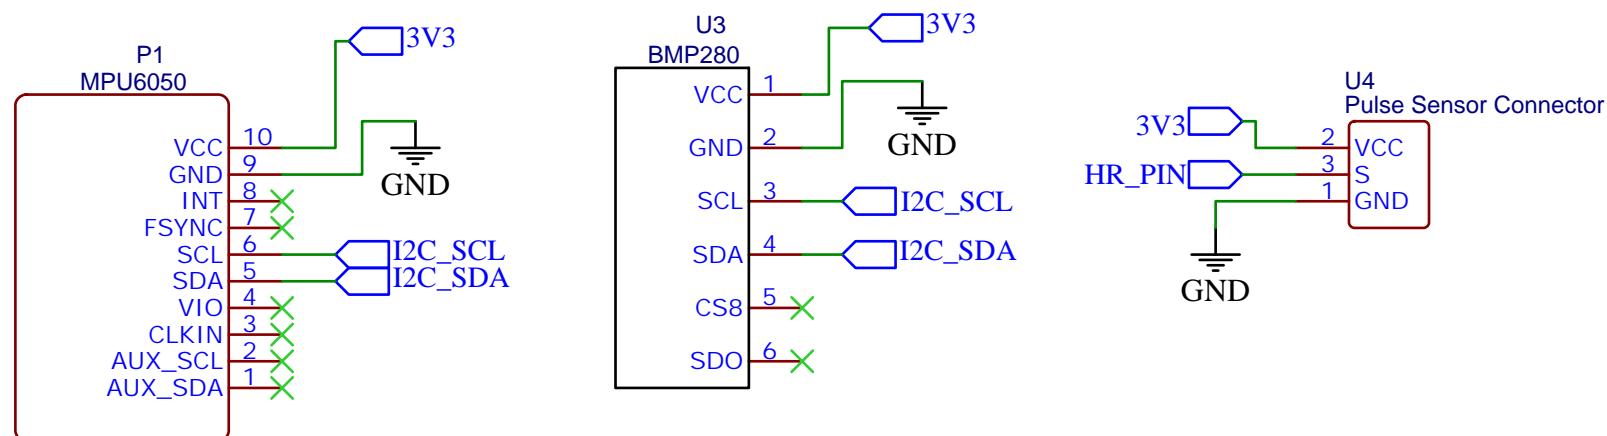 P1
MPU6050
3V3
VCC 10
GND 9
GND
INT 8
FSYNC 7
SCL 6 I2C_SCL
SDA 5 I2C_SDA
VIO 4
CLKIN 3
AUX_SCL 2
AUX_SDA 1
U3
BMP280
3V3
VCC 1
GND 2
GND
SCL 3 I2C_SCL
SDA 4 I2C_SDA
CS8 5
SDO 6
U4
Pulse Sensor Connector
3V3 2 VCC
HR_PIN 3 S
1 GND
GND